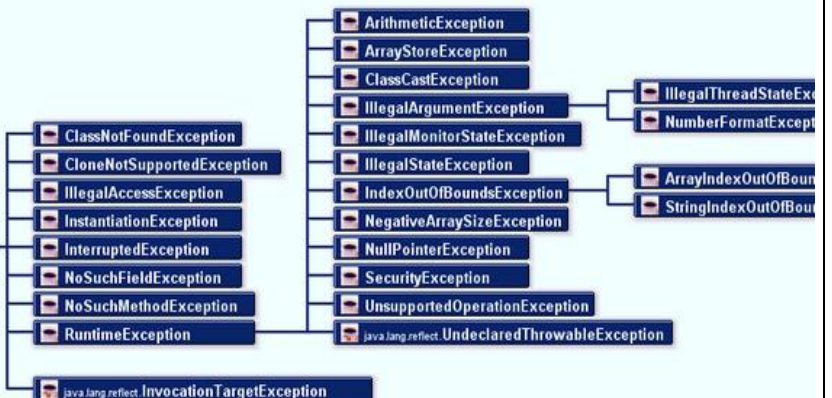 ClassNotFoundException
CloneNotSupportedException
IllegalAccessException
InstantiationException
InterruptedException
NoSuchFieldException
NoSuchMethodException
RuntimeException
java.lang.reflect.InvocationTargetException
ArithmeticException
ArrayStoreException
ClassCastException
IllegalArgumentException
IllegalMonitorStateException
IllegalStateException
IndexOutOfBoundsException
NegativeArraySizeException
NullPointerException
SecurityException
UnsupportedOperationException
java.lang.reflect.UndeclaredThrowableException
IllegalThreadStateExc
NumberFormatExcept
ArrayIndexOutOfBoun
StringIndexOutOfBou